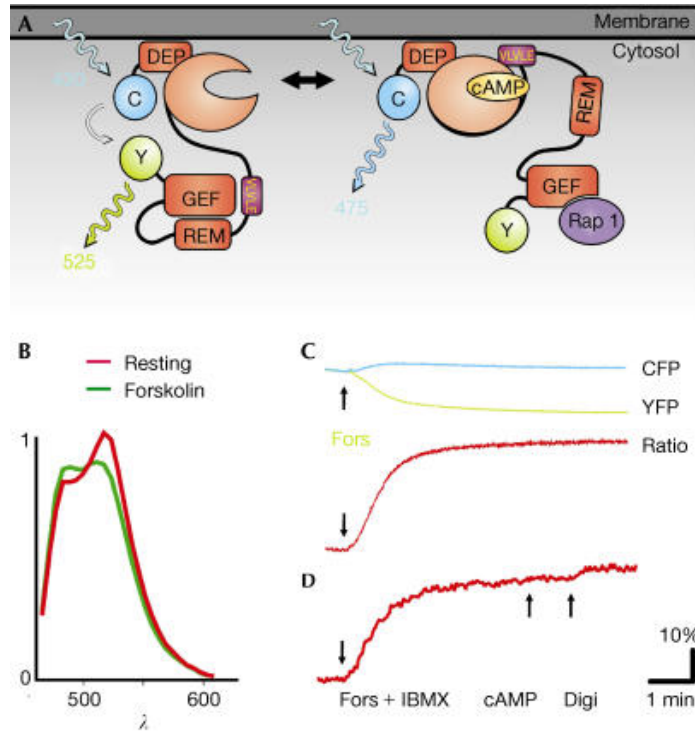 A
Membrane
Cytosol
DEP
C
Y
525
GEF
REM
VLVLE
DEP
C
475
cAMP
VLVLE
REM
GEF
Y
Rap 1
B
Resting
Forskolin
1
0
500
600
λ
C
CFP
YFP
Fors
Ratio
D
Fors + IBMX
cAMP
Digi
10%
1 min